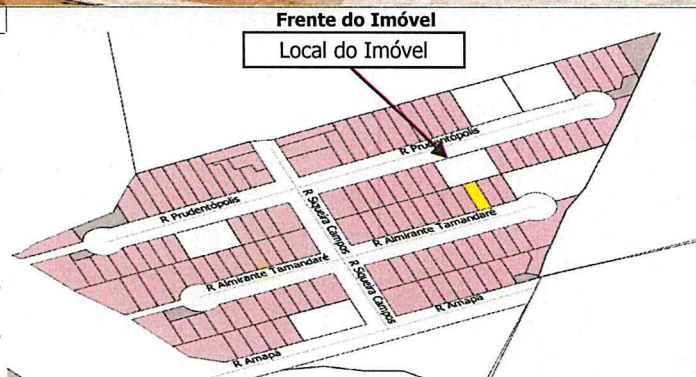 Frente do Imóvel
Local do Imóvel
R Prudentópolis
R Prudentópolis
R Siqueira Campos
R Almirante Tamandaré
R Almirante Tamandaré
R Siqueira Campos
R Amapá
R Amapá